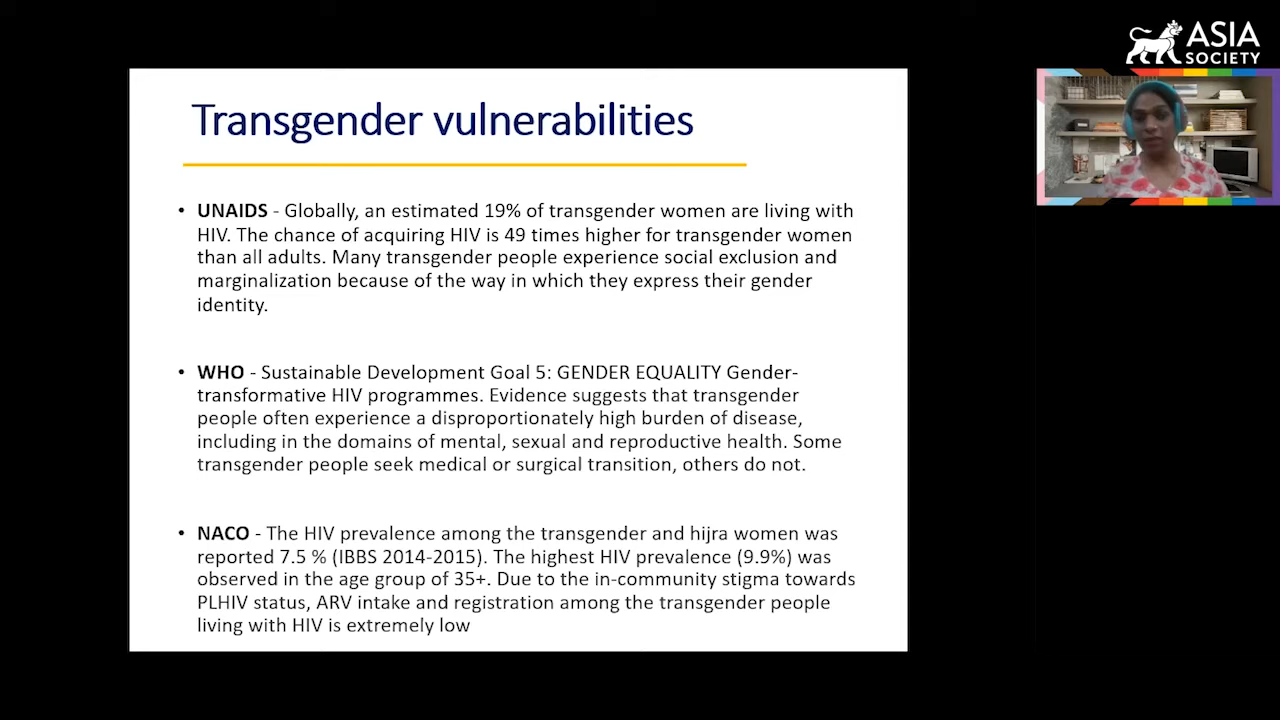 ASIA
SOCIETY
Transgender vulnerabilities
• UNAIDS - Globally, an estimated 19% of transgender women are living with
HIV. The chance of acquiring HIV is 49 times higher for transgender women
than all adults. Many transgender people experience social exclusion and
marginalization because of the way in which they express their gender
identity.
• WHO - Sustainable Development Goal 5: GENDER EQUALITY Gender-
transformative HIV programmes. Evidence suggests that transgender
people often experience a disproportionately high burden of disease,
including in the domains of mental, sexual and reproductive health. Some
transgender people seek medical or surgical transition, others do not.
• NACO - The HIV prevalence among the transgender and hijra women was
reported 7.5 % (IBBS 2014-2015). The highest HIV prevalence (9.9%) was
observed in the age group of 35+. Due to the in-community stigma towards
PLHIV status, ARV intake and registration among the transgender people
living with HIV is extremely low